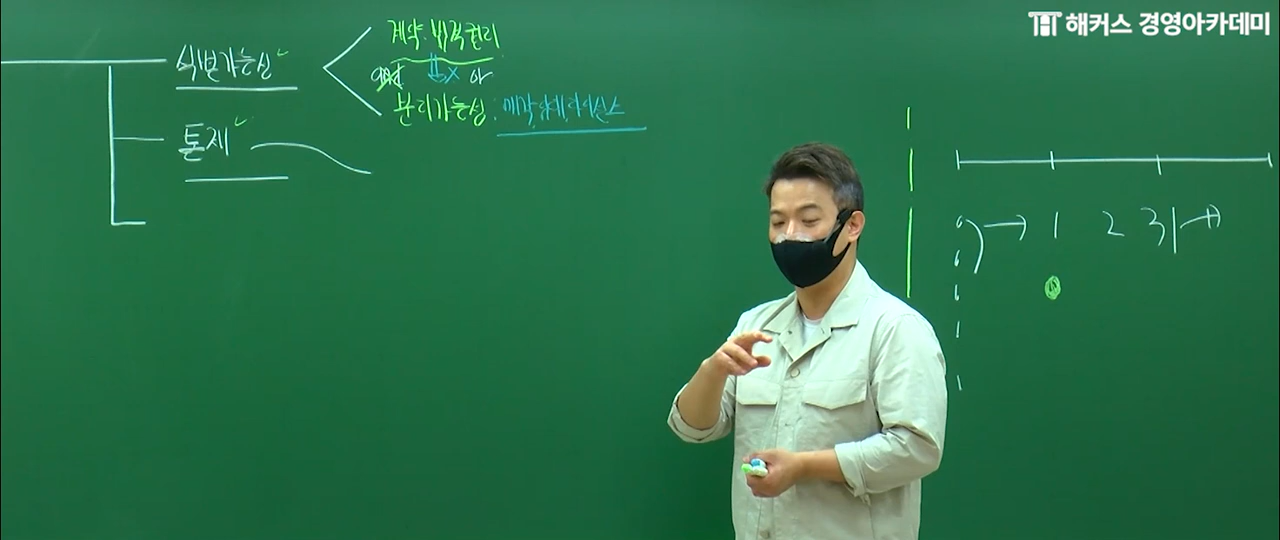 해커스 경영아카데미
식별가능성
계약.법적권리
or
분리가능성: 매각,임대,라이선스
통제
1 2 3